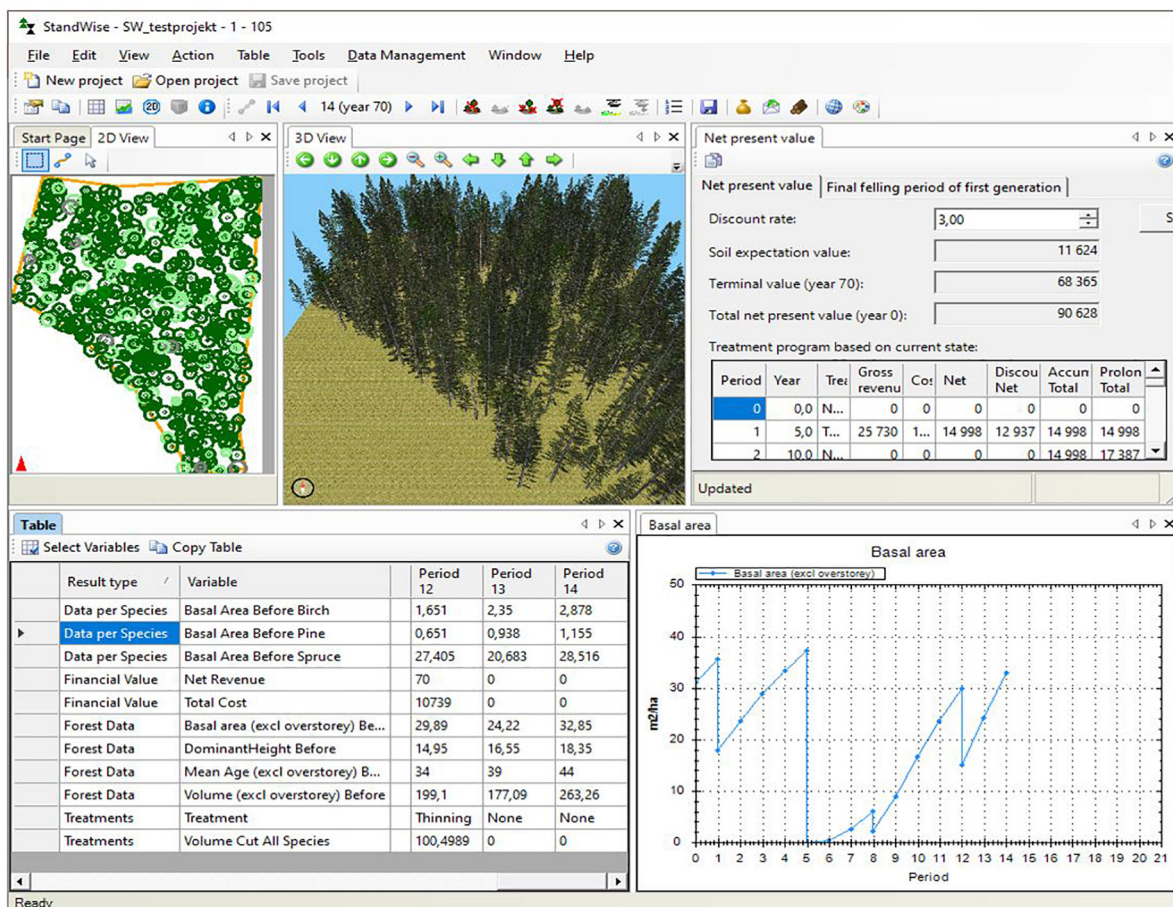 StandWise - SW_testprojekt - 1 - 105
File Edit View Action Table Tools Data Management Window Help
New project Open project Save project
14 (year 70)
Start Page 2D View
3D View
Net present value
Net present value Final felling period of first generation
Discount rate: 3,00
Soil expectation value: 11 624
Terminal value (year 70): 68 365
Total net present value (year 0): 90 628
Treatment program based on current state:
Period Year Trea Gross revenu Cos Net Discou Net Accun Total Prolon Total
0 0,0 N... 0 0 0 0 0 0
1 5,0 T... 25 730 1... 14 998 12 937 14 998 14 998
2 10,0 N... 0 0 0 0 14 998 17 387
Updated
Table
Select Variables Copy Table
Result type Variable Period 12 Period 13 Period 14
Data per Species Basal Area Before Birch 1,651 2,35 2,878
Data per Species Basal Area Before Pine 0,651 0,938 1,155
Data per Species Basal Area Before Spruce 27,405 20,683 28,516
Financial Value Net Revenue 70 0 0
Financial Value Total Cost 10739 0 0
Forest Data Basal area (excl overstorey) Be... 29,89 24,22 32,85
Forest Data DominantHeight Before 14,95 16,55 18,35
Forest Data Mean Age (excl overstorey) B... 34 39 44
Forest Data Volume (excl overstorey) Before 199,1 177,09 263,26
Treatments Treatment Thinning None None
Treatments Volume Cut All Species 100,4989 0 0
Basal area
Basal area
Basal area (excl overstorey)
50
40
30
20
10
0
m2/ha
0 1 2 3 4 5 6 7 8 9 10 11 12 13 14 15 16 17 18 19 20 21
Period
Ready